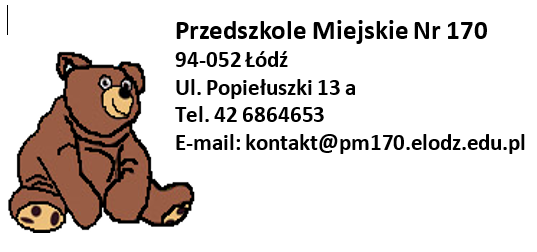 Przedszkole Miejskie Nr 170
94-052 Łódź
Ul. Popiełuszki 13 a
Tel. 42 6864653
E-mail: kontakt@pm170.elodz.edu.pl